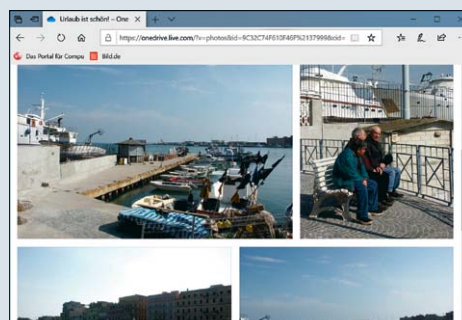 Urlaub ist schön! – One
https://onedrive.live.com/?v=photos&id=9C32C74F610F46F%2137999&cid=
Das Portal für Compu Bild.de